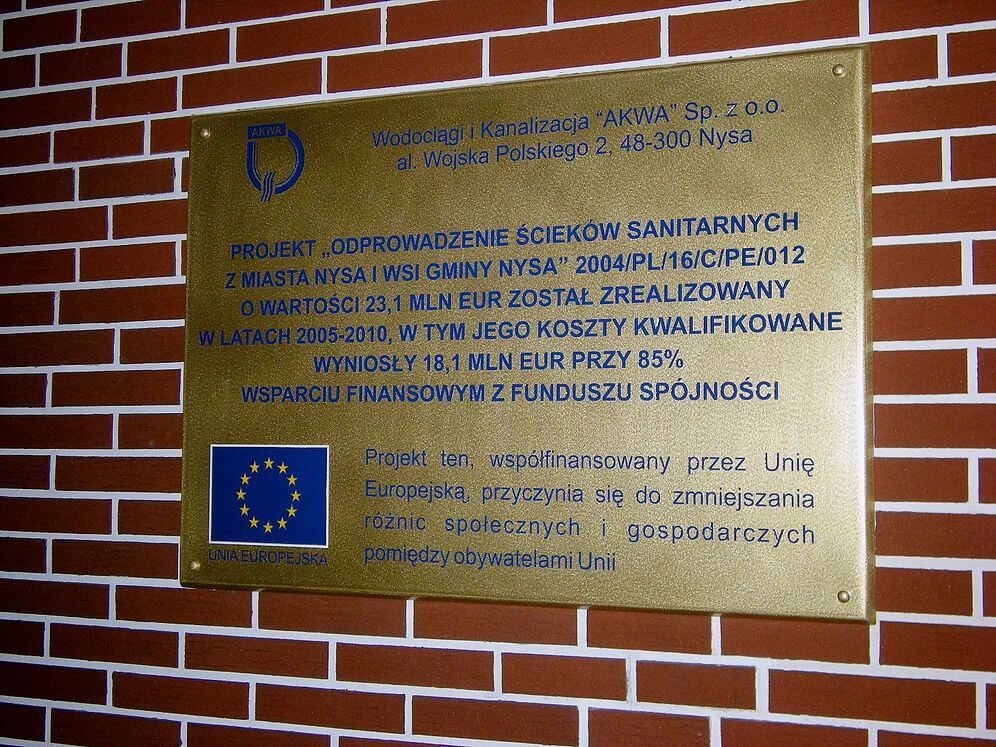 AKWA
Wodociągi i Kanalizacja "AKWA" Sp. z o.o.
al. Wojska Polskiego 2, 48-300 Nysa
PROJEKT „ODPROWADZENIE ŚCIEKÓW SANITARNYCH
Z MIASTA NYSA I WSI GMINY NYSA” 2004/PL/16/C/PE/012
O WARTOŚCI 23,1 MLN EUR ZOSTAŁ ZREALIZOWANY
W LATACH 2005-2010, W TYM JEGO KOSZTY KWALIFIKOWANE
WYNIOSŁY 18,1 MLN EUR PRZY 85%
WSPARCIU FINANSOWYM Z FUNDUSZU SPÓJNOŚCI
UNIA EUROPEJSKA
Projekt ten, współfinansowany przez Unię
Europejską, przyczynia się do zmniejszania
różnic społecznych i gospodarczych
pomiędzy obywatelami Unii